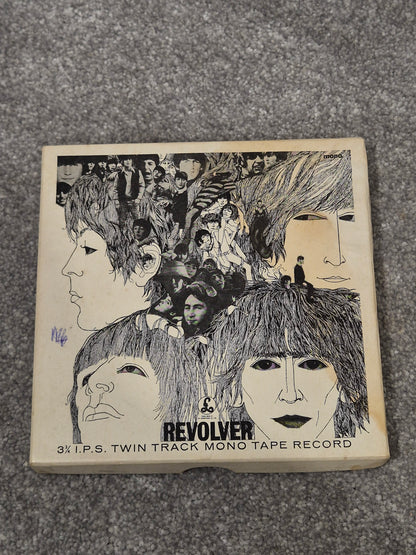 mono.
REVOLVER
3¾ I.P.S. TWIN TRACK MONO TAPE RECORD